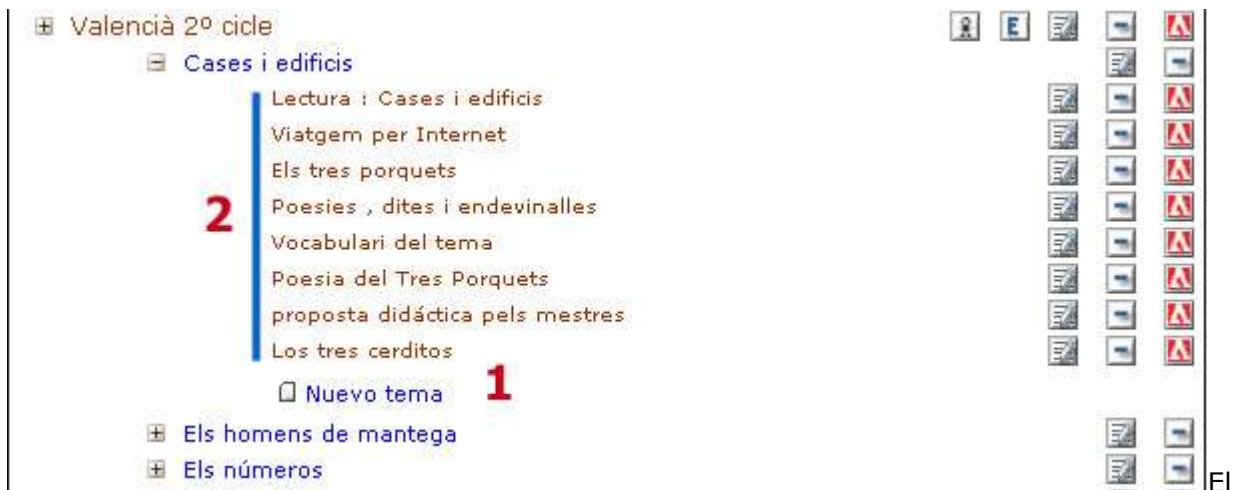 Valencià 2º cicle E
Cases i edificis
Lectura : Cases i edificis
Viatgem per Internet
Els tres porquets
2 Poesies , dites i endevinalles
Vocabulari del tema
Poesia del Tres Porquets
proposta didáctica pels mestres
Los tres cerditos
Nuevo tema 1
Els homens de mantega
Els números
El